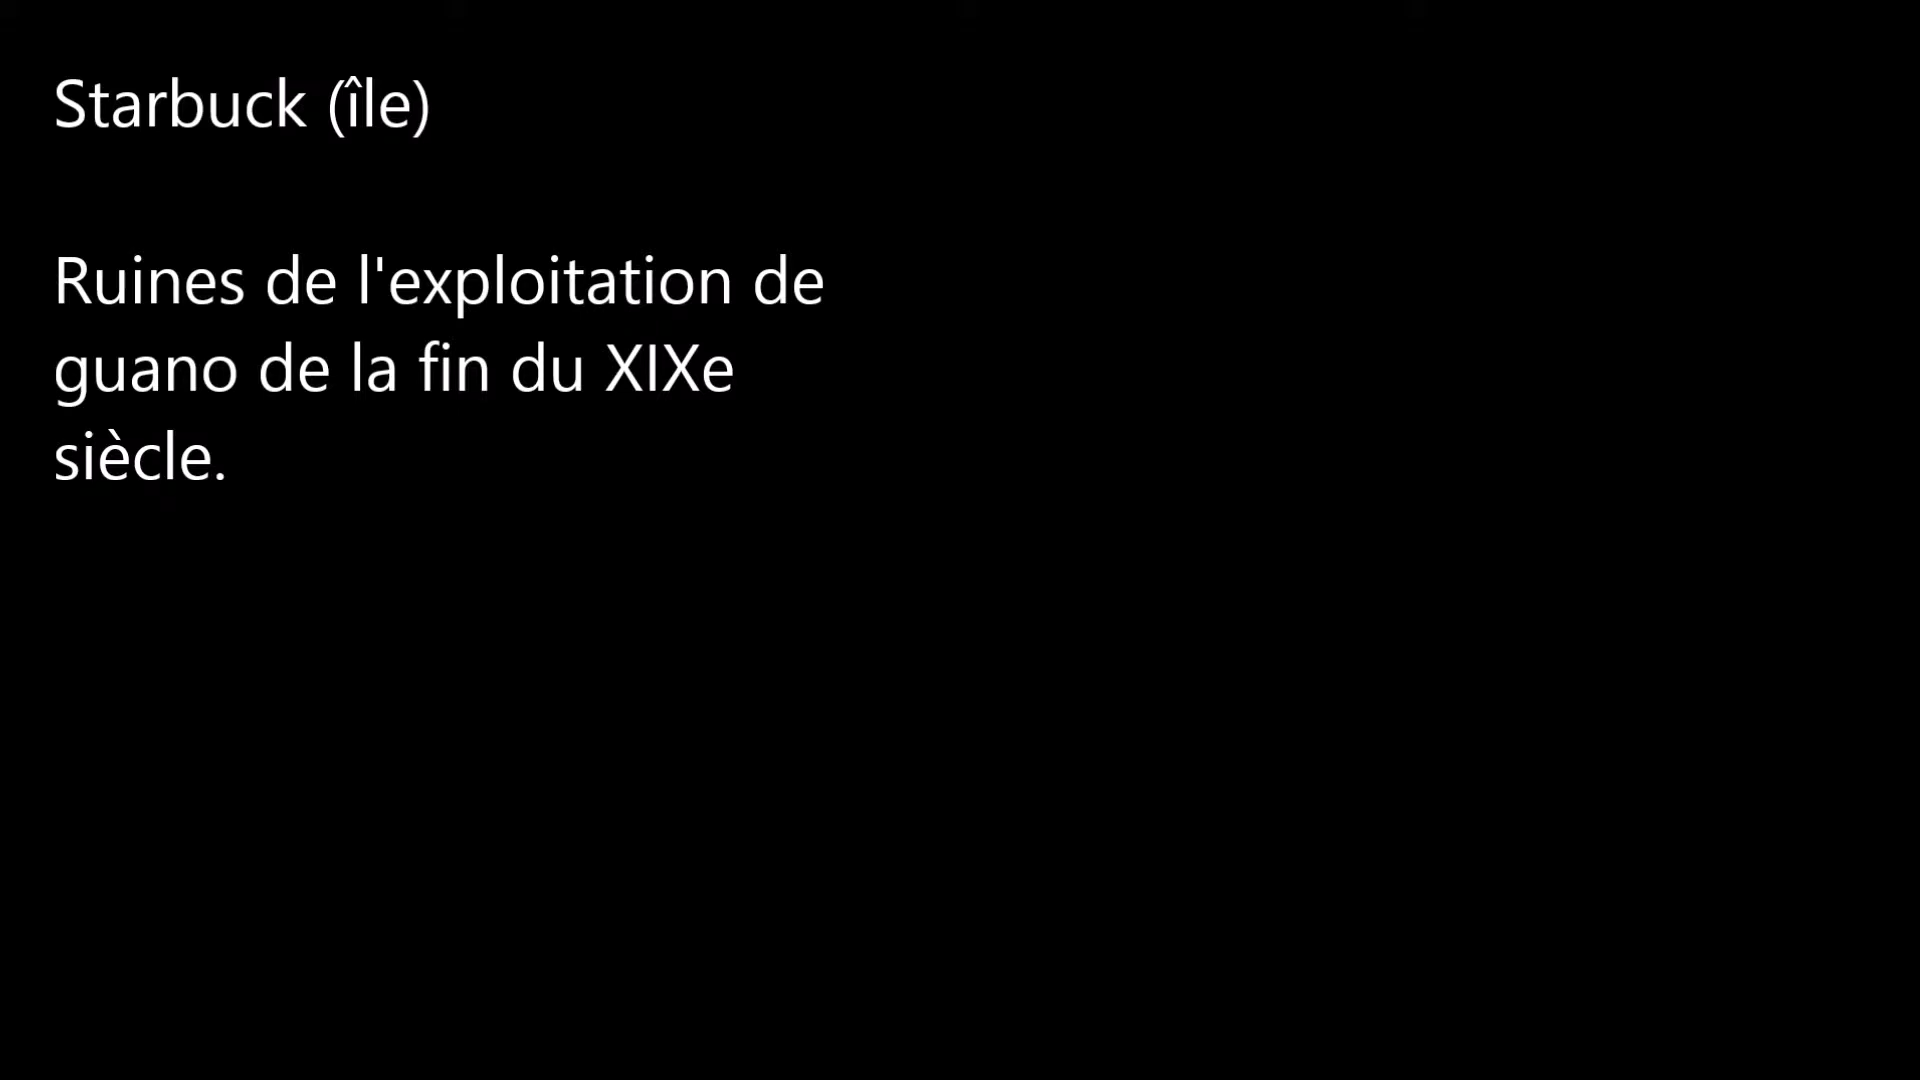 Starbuck (île)
Ruines de l'exploitation de
guano de la fin du XIXe
siècle.